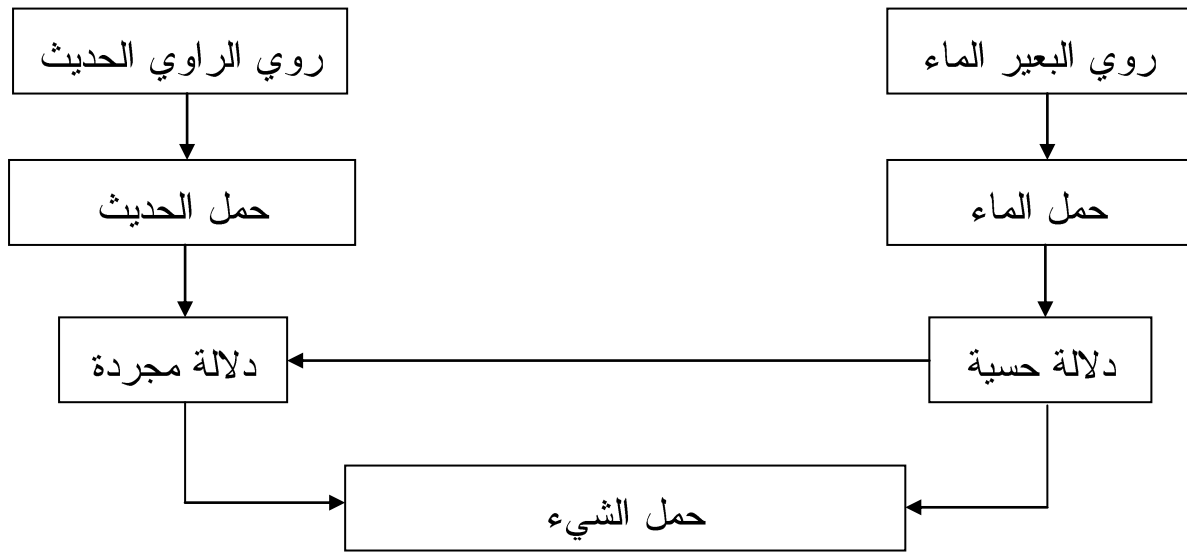 روي البعير الماء
روي الراوي الحديث
حمل الماء
حمل الحديث
دلالة حسية
دلالة مجردة
حمل الشيء